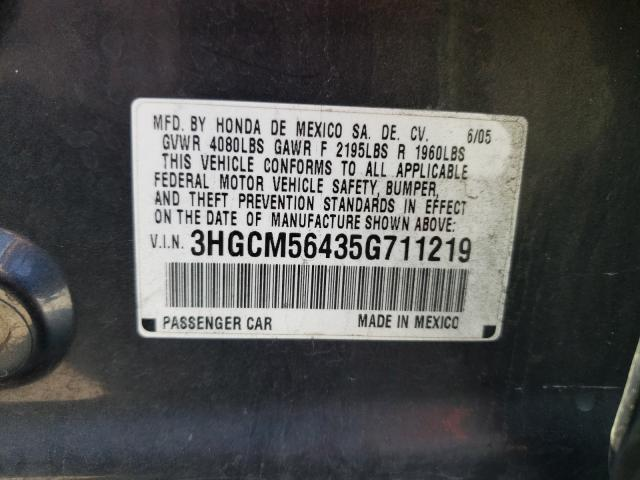 MFD. BY HONDA DE MEXICO SA. DE. CV. 6/05
GVWR 4080LBS GAWR F 2195LBS R 1960LBS
THIS VEHICLE CONFORMS TO ALL APPLICABLE
FEDERAL MOTOR VEHICLE SAFETY, BUMPER,
AND THEFT PREVENTION STANDARDS IN EFFECT
ON THE DATE OF MANUFACTURE SHOWN ABOVE:
V.I.N. 3HGCM56435G711219
PASSENGER CAR MADE IN MEXICO